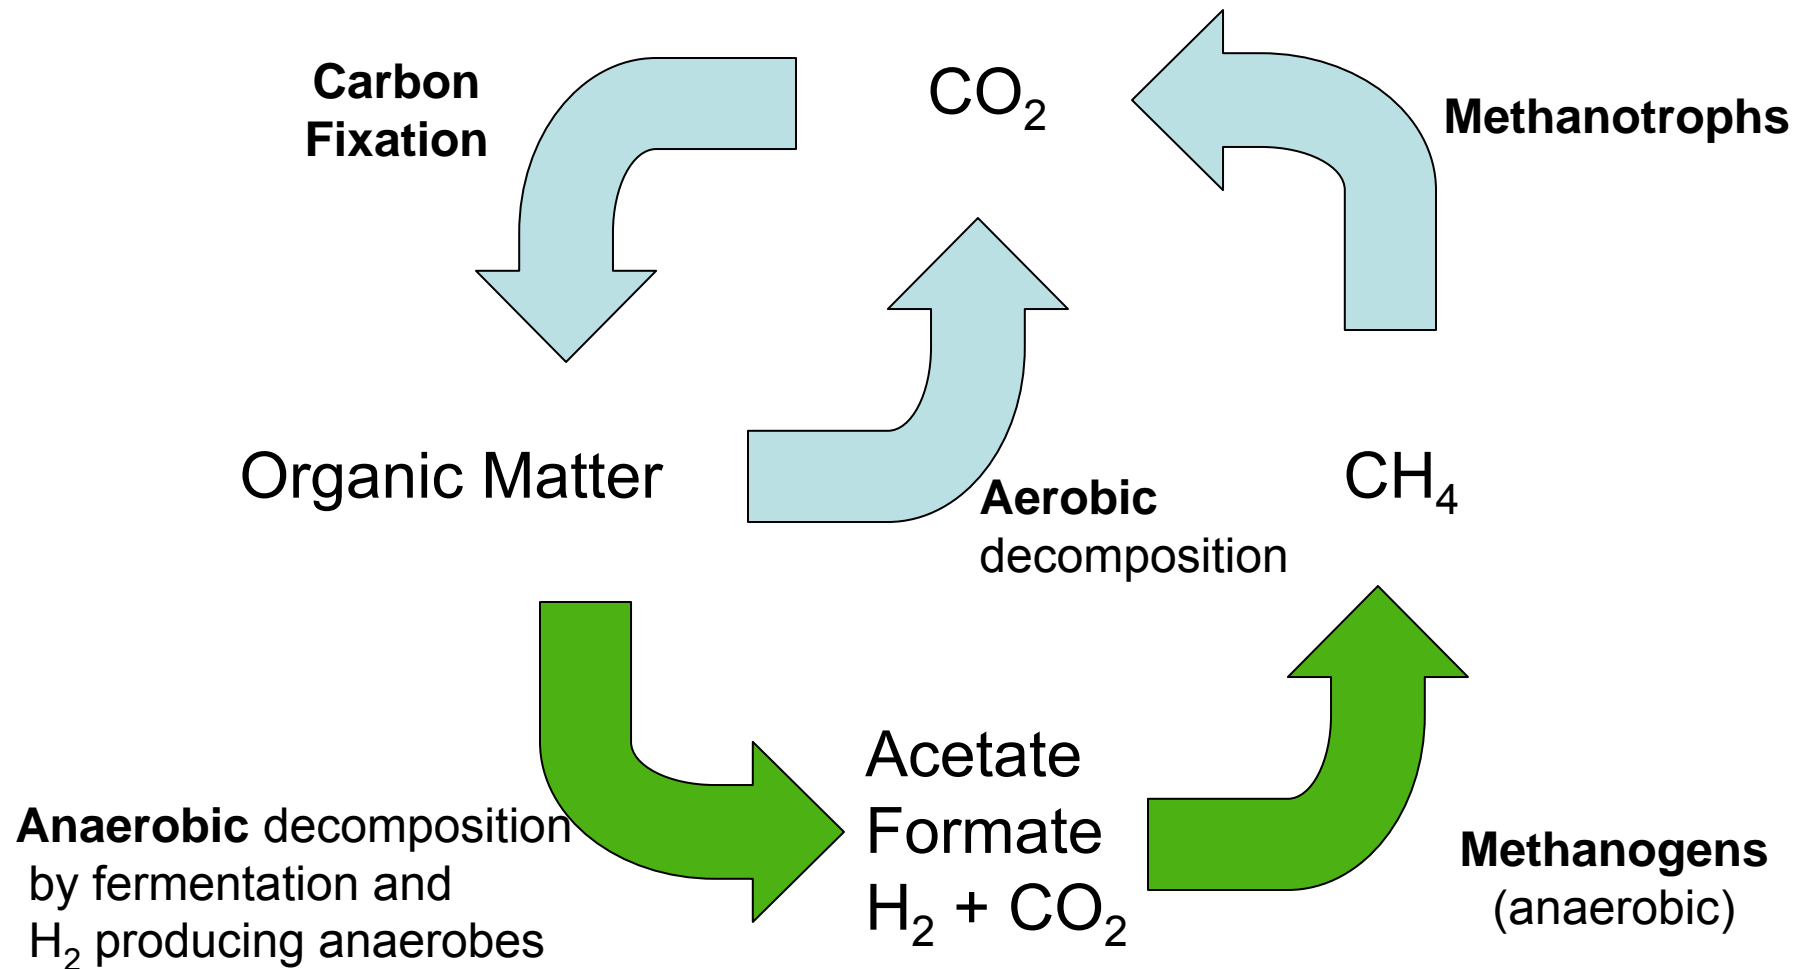 Carbon
Fixation
CO₂
Methanotrophs
Organic Matter
Aerobic
decomposition
CH₄
Anaerobic decomposition
by fermentation and
H₂ producing anaerobes
Acetate
Formate
H₂ + CO₂
Methanogens
(anaerobic)